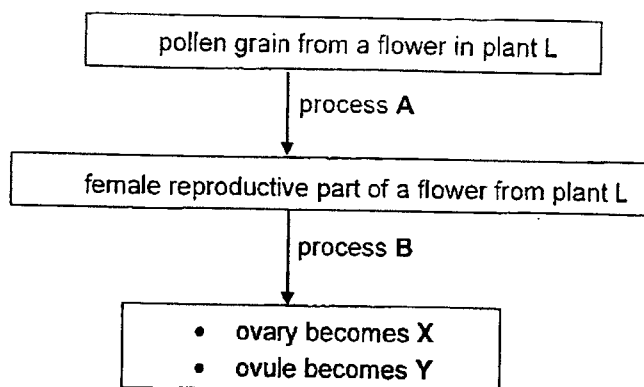 pollen grain from a flower in plant L
process A
female reproductive part of a flower from plant L
process B
• ovary becomes X
• ovule becomes Y